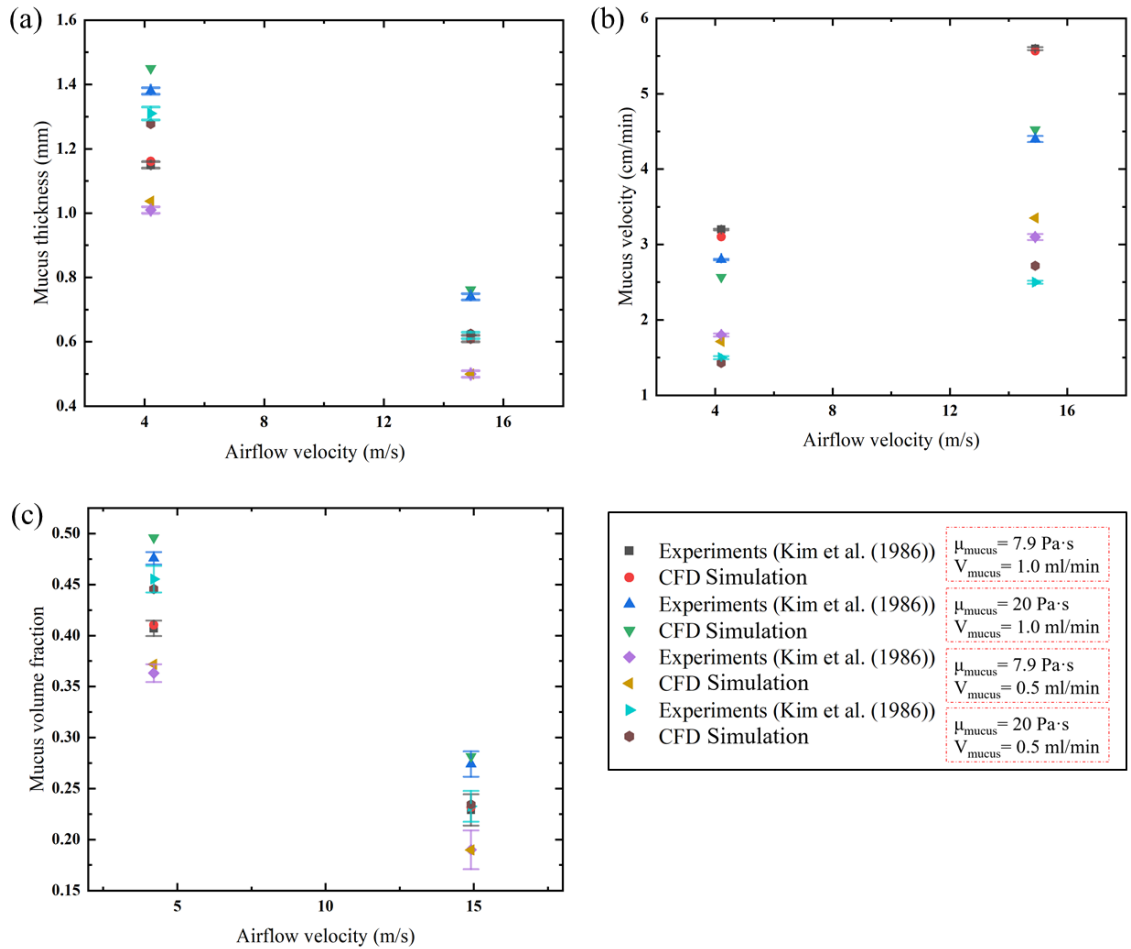 (a)
1.6
1.4
1.2
1.0
0.8
0.6
0.4
Mucus thickness (mm)
4
8
12
16
Airflow velocity (m/s)
(b)
6
5
4
3
2
1
Mucus velocity (cm/min)
4
8
12
16
Airflow velocity (m/s)
(c)
0.50
0.45
0.40
0.35
0.30
0.25
0.20
0.15
Mucus volume fraction
5
10
15
Airflow velocity (m/s)
Experiments (Kim et al. (1986))
CFD Simulation
Experiments (Kim et al. (1986))
CFD Simulation
Experiments (Kim et al. (1986))
CFD Simulation
Experiments (Kim et al. (1986))
CFD Simulation
μmucus= 7.9 Pa·s
Vmucus= 1.0 ml/min
μmucus= 20 Pa·s
Vmucus= 1.0 ml/min
μmucus= 7.9 Pa·s
Vmucus= 0.5 ml/min
μmucus= 20 Pa·s
Vmucus= 0.5 ml/min